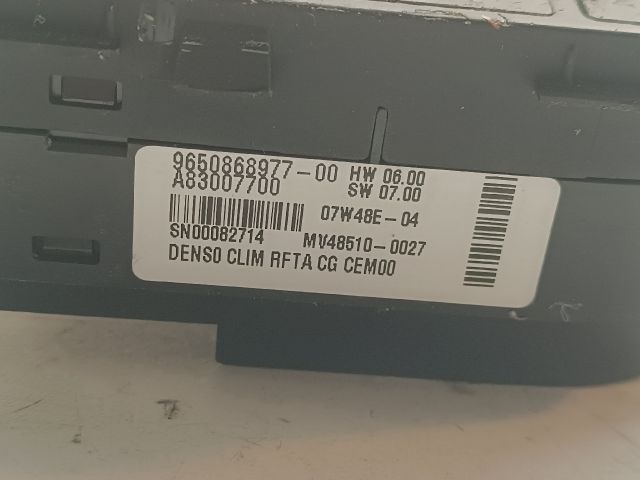 9650868977-00 HW 06.00
A83007700 SW 07.00
07W48E-04
SN00082714 MV48510-0027
DENSO CLIM RFTA CG CEM00